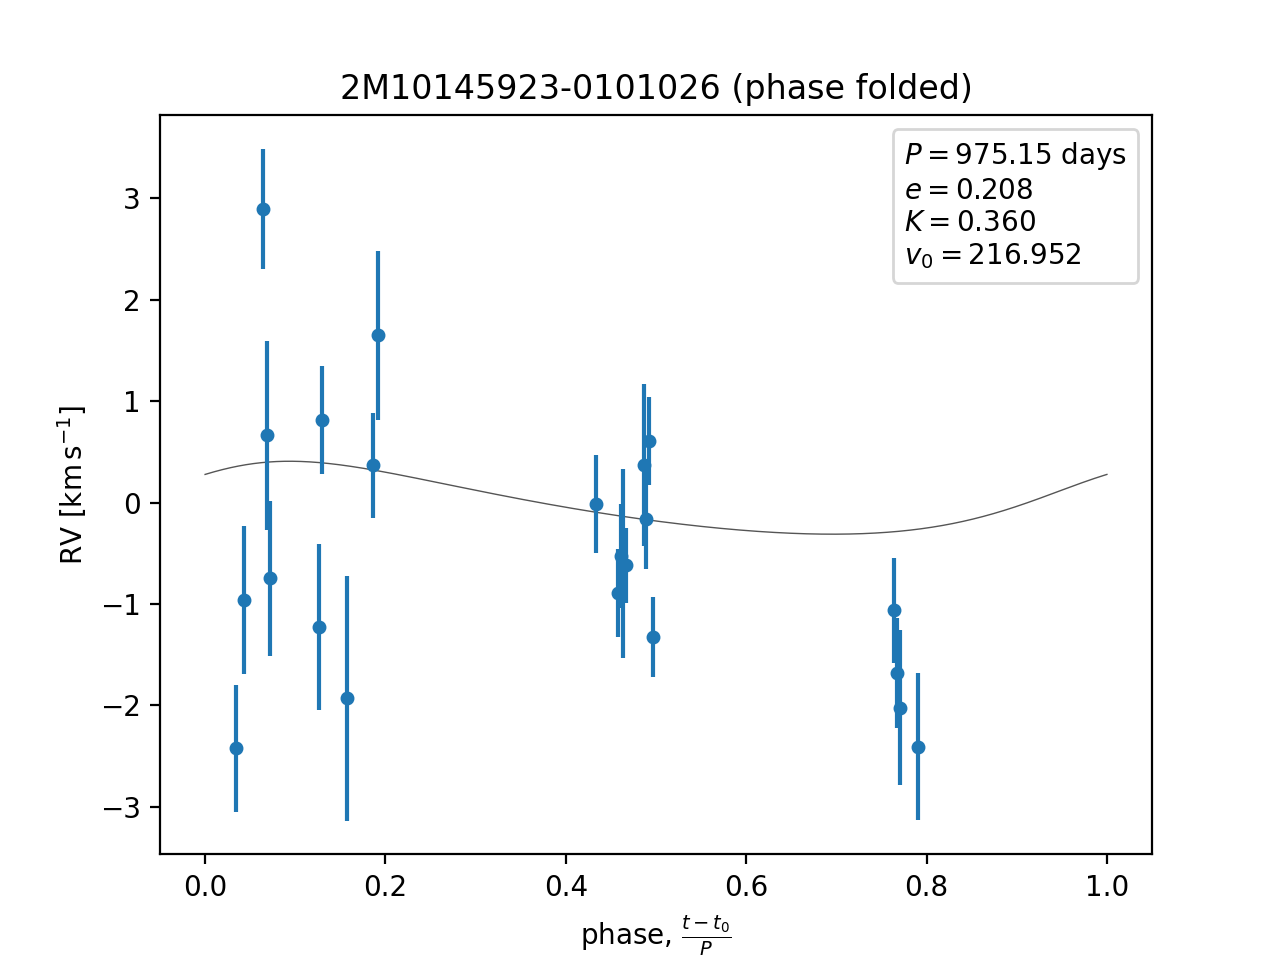 2M10145923-0101026 (phase folded)
P = 975.15 days
e = 0.208
K = 0.360
v₀ = 216.952
3
2
1
0
−1
−2
−3
RV [km s⁻¹]
0.0 0.2 0.4 0.6 0.8 1.0
phase, (t − t₀)/P